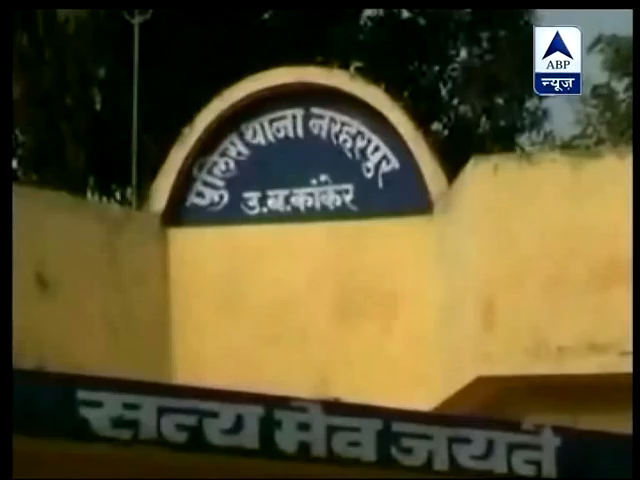 ABP
न्यूज़
पुलिस थाना नरहरपुर
उ.ब.कांकेर
सत्य मेव जयते